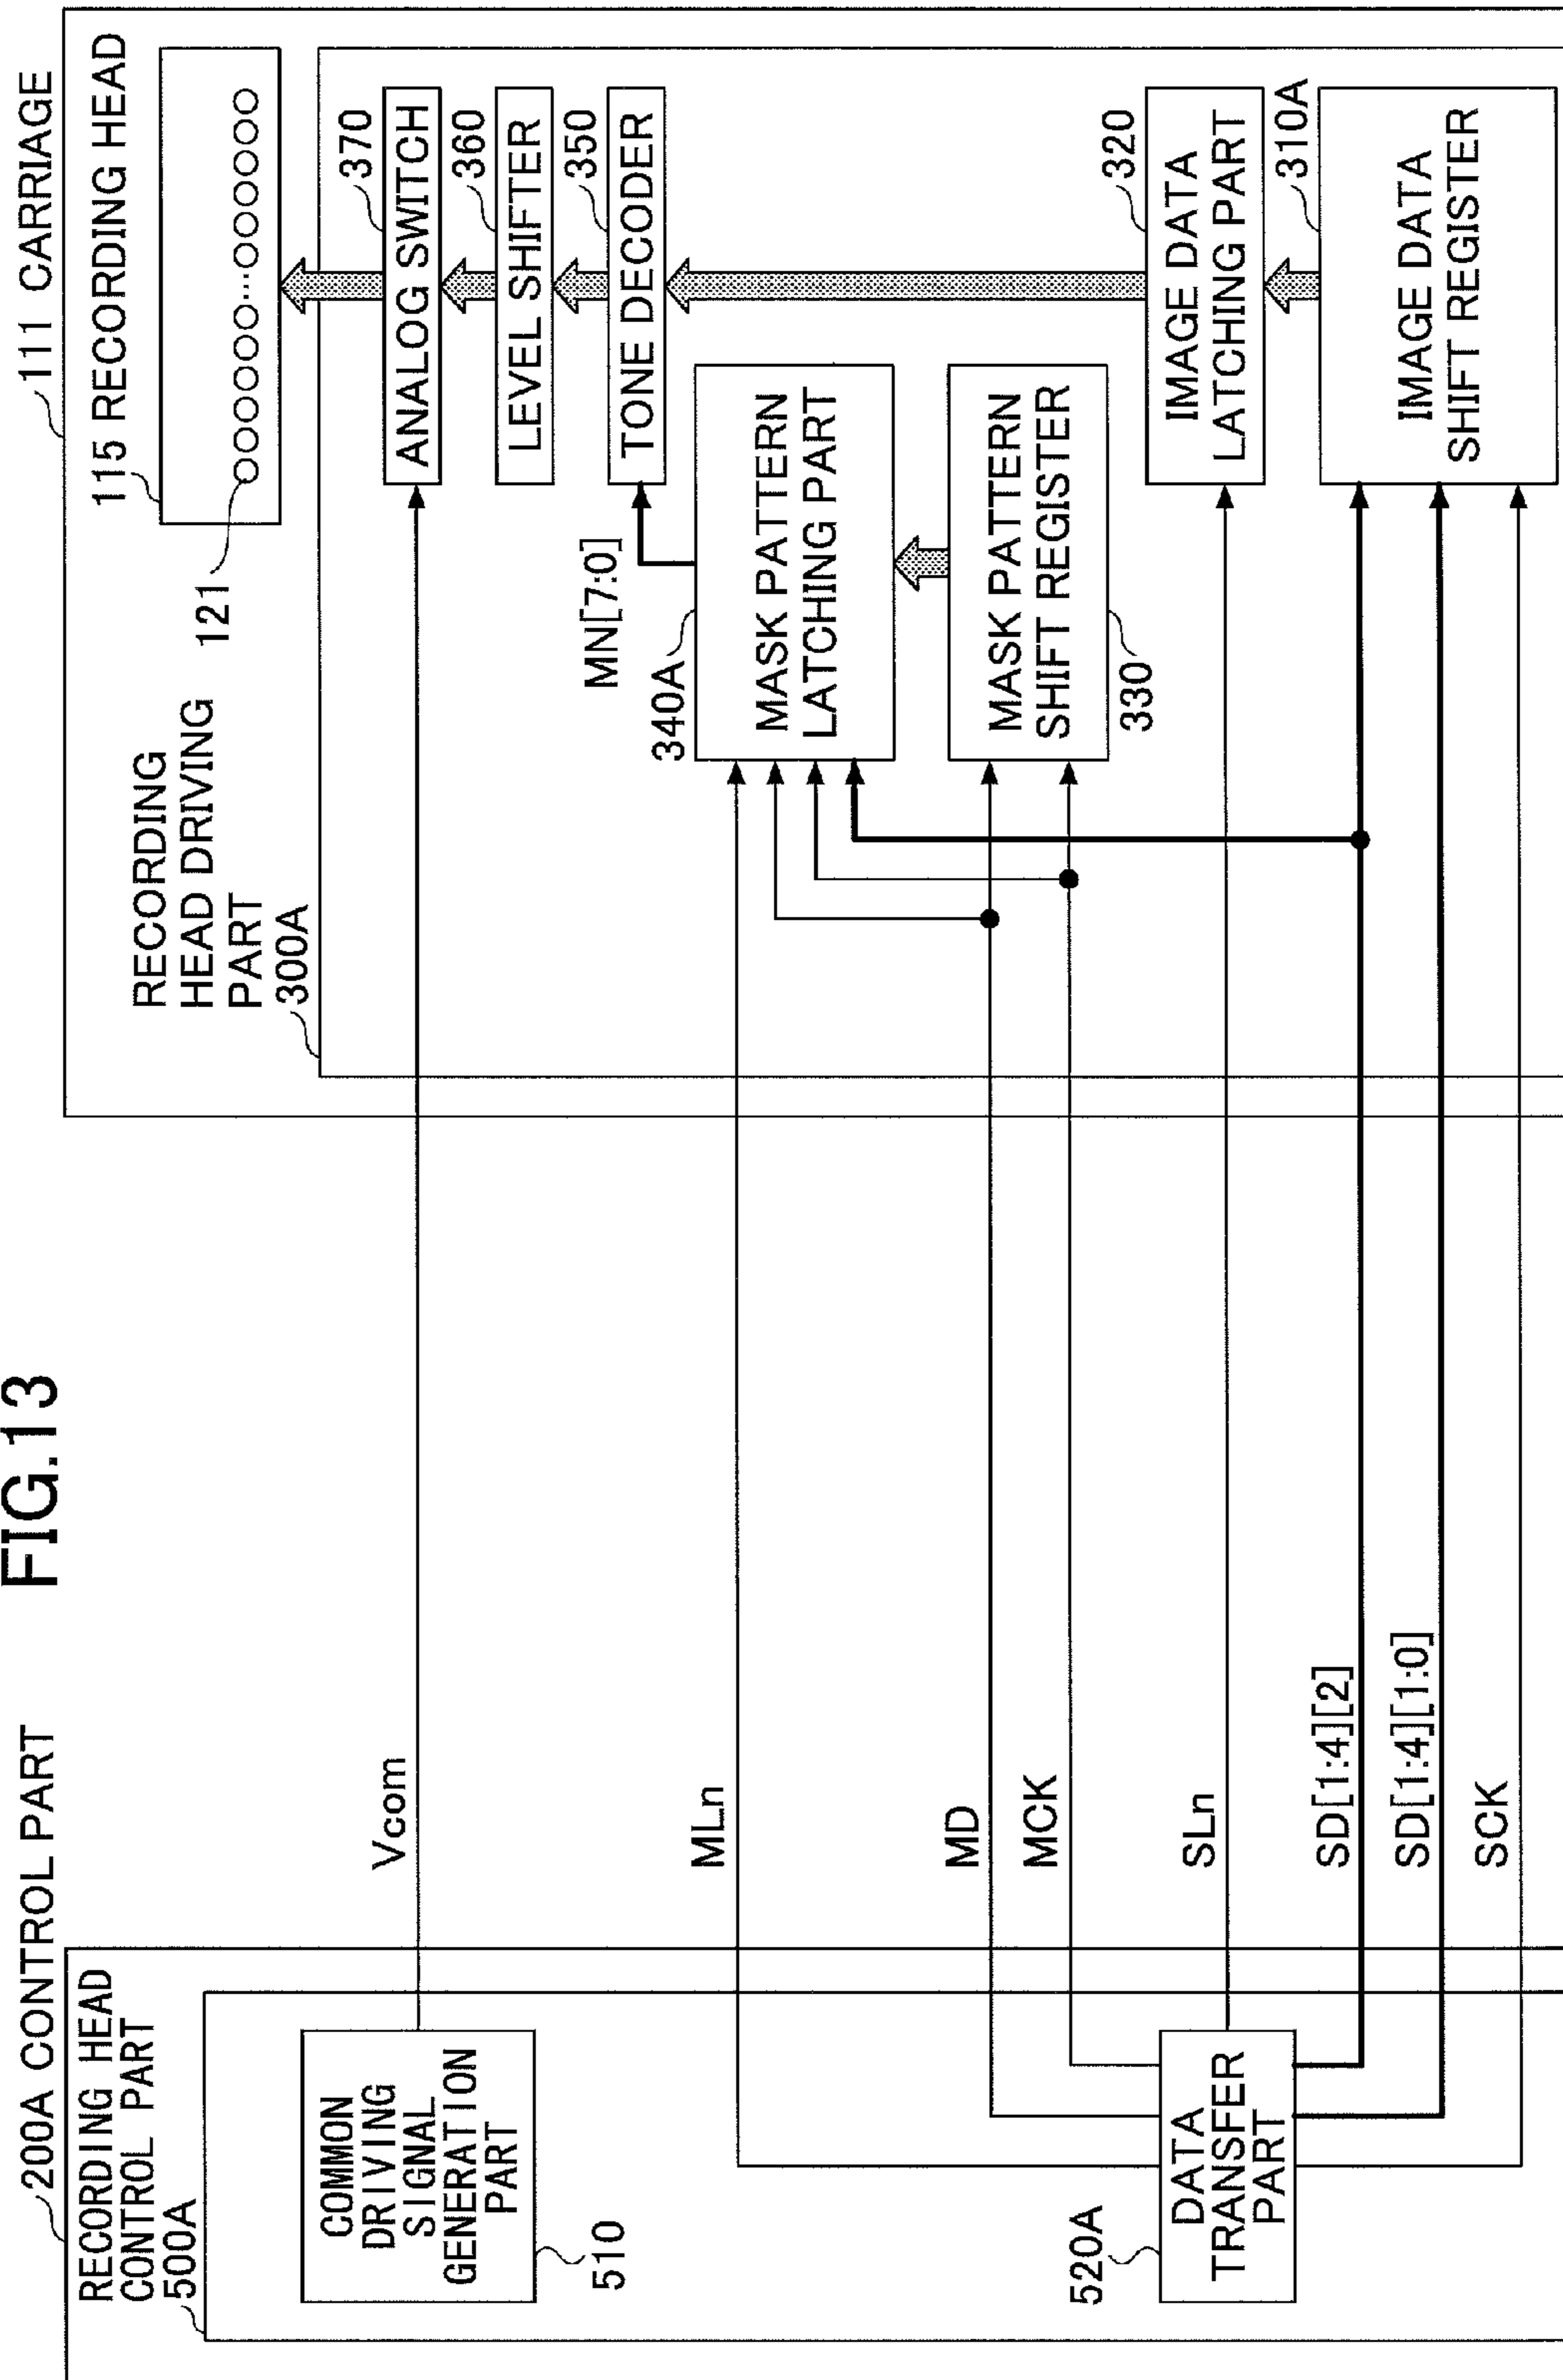 FIG.13
200A CONTROL PART
RECORDING HEAD
CONTROL PART
500A
COMMON
DRIVING
SIGNAL
GENERATION
PART
510
520A
DATA
TRANSFER
PART
Vcom
MLn
MD
MCK
SLn
SD[1:4][2]
SD[1:4][1:0]
SCK
111 CARRIAGE
115 RECORDING HEAD
121
RECORDING
HEAD DRIVING
PART
300A
370
ANALOG SWITCH
360
LEVEL SHIFTER
350
TONE DECODER
MN[7:0]
340A
MASK PATTERN
LATCHING PART
MASK PATTERN
SHIFT REGISTER
330
320
IMAGE DATA
LATCHING PART
310A
IMAGE DATA
SHIFT REGISTER